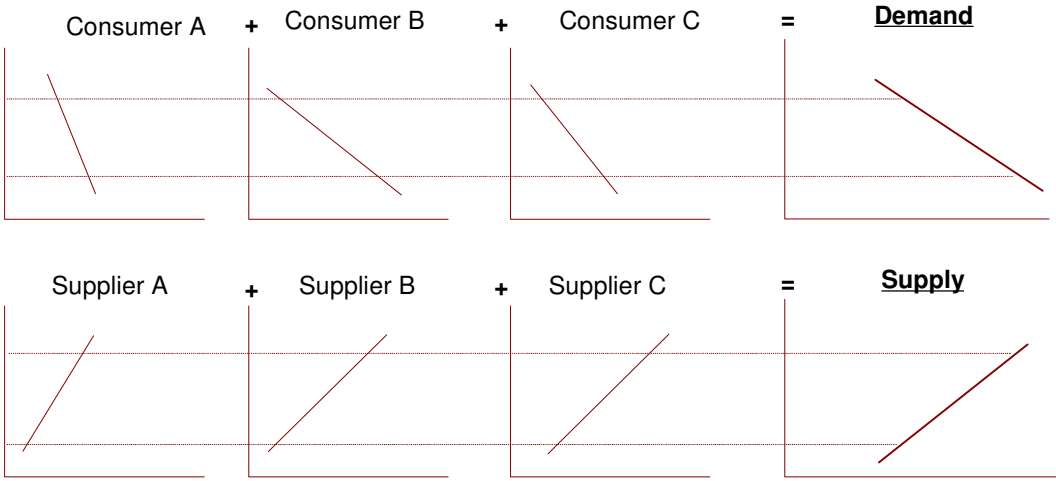 Consumer A + Consumer B + Consumer C = Demand
Supplier A + Supplier B + Supplier C = Supply